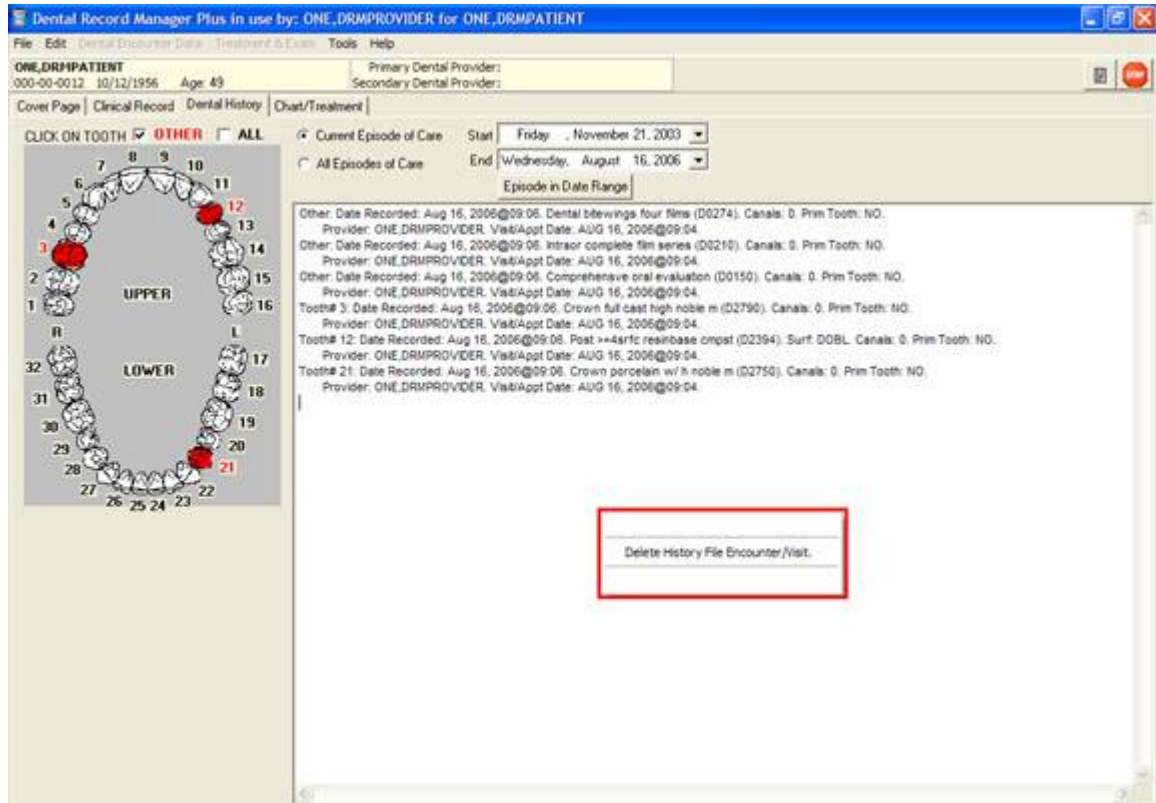 Dental Record Manager Plus in use by: ONE,DRMPROVIDER for ONE,DRMPATIENT
File Edit Dental Encounter Data Treatment & Exam Tools Help
ONE,DRMPATIENT Primary Dental Provider:
000-00-0012 10/12/1956 Age: 49 Secondary Dental Provider:
STOP
Cover Page Clinical Record Dental History Chart/Treatment
CLICK ON TOOTH OTHER ALL
Current Episode of Care Start Friday , November 21, 2003
All Episodes of Care End Wednesday, August 16, 2006
Episode in Date Range
7 8 9 10
6 11
5 12
4 13
3 14
2 15
1 16
UPPER
R L
32 17
LOWER
31 18
30 19
29 20
28 21
27 22
26 25 24 23
Other: Date Recorded: Aug 16, 2006@09:06. Dental bitewings four films (D0274). Canals: 0. Prim Tooth: NO.
Provider: ONE,DRMPROVIDER. Visit/Appt Date: AUG 16, 2006@09:04.
Other: Date Recorded: Aug 16, 2006@09:06. Intraor complete film series (D0210). Canals: 0. Prim Tooth: NO.
Provider: ONE,DRMPROVIDER. Visit/Appt Date: AUG 16, 2006@09:04.
Other: Date Recorded: Aug 16, 2006@09:06. Comprehensve oral evaluation (D0150). Canals: 0. Prim Tooth: NO.
Provider: ONE,DRMPROVIDER. Visit/Appt Date: AUG 16, 2006@09:04.
Tooth# 3: Date Recorded: Aug 16, 2006@09:06. Crown full cast high noble m (D2790). Canals: 0. Prim Tooth: NO.
Provider: ONE,DRMPROVIDER. Visit/Appt Date: AUG 16, 2006@09:04.
Tooth# 12: Date Recorded: Aug 16, 2006@09:06. Post >=4srfc resinbase cmpst (D2394). Surf: DOBL. Canals: 0. Prim Tooth: NO.
Provider: ONE,DRMPROVIDER. Visit/Appt Date: AUG 16, 2006@09:04.
Tooth# 21: Date Recorded: Aug 16, 2006@09:06. Crown porcelain w/ h noble m (D2750). Canals: 0. Prim Tooth: NO.
Provider: ONE,DRMPROVIDER. Visit/Appt Date: AUG 16, 2006@09:04.
Delete History File Encounter/Visit.